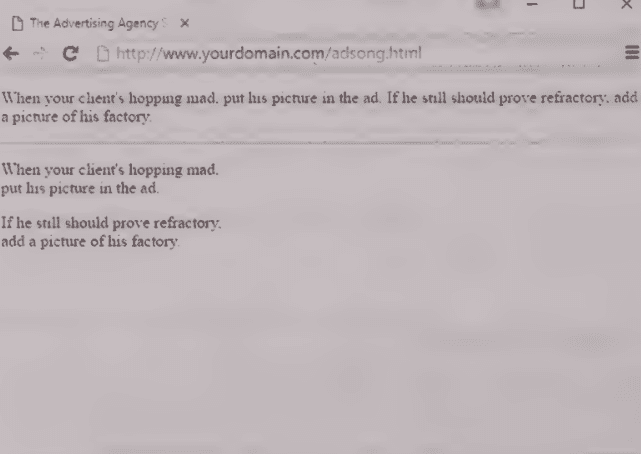 The Advertising Agency S
http://www.yourdomain.com/adsong.html
When your client's hopping mad, put his picture in the ad. If he still should prove refractory, add
a picture of his factory.
When your client's hopping mad,
put his picture in the ad.
If he still should prove refractory,
add a picture of his factory.